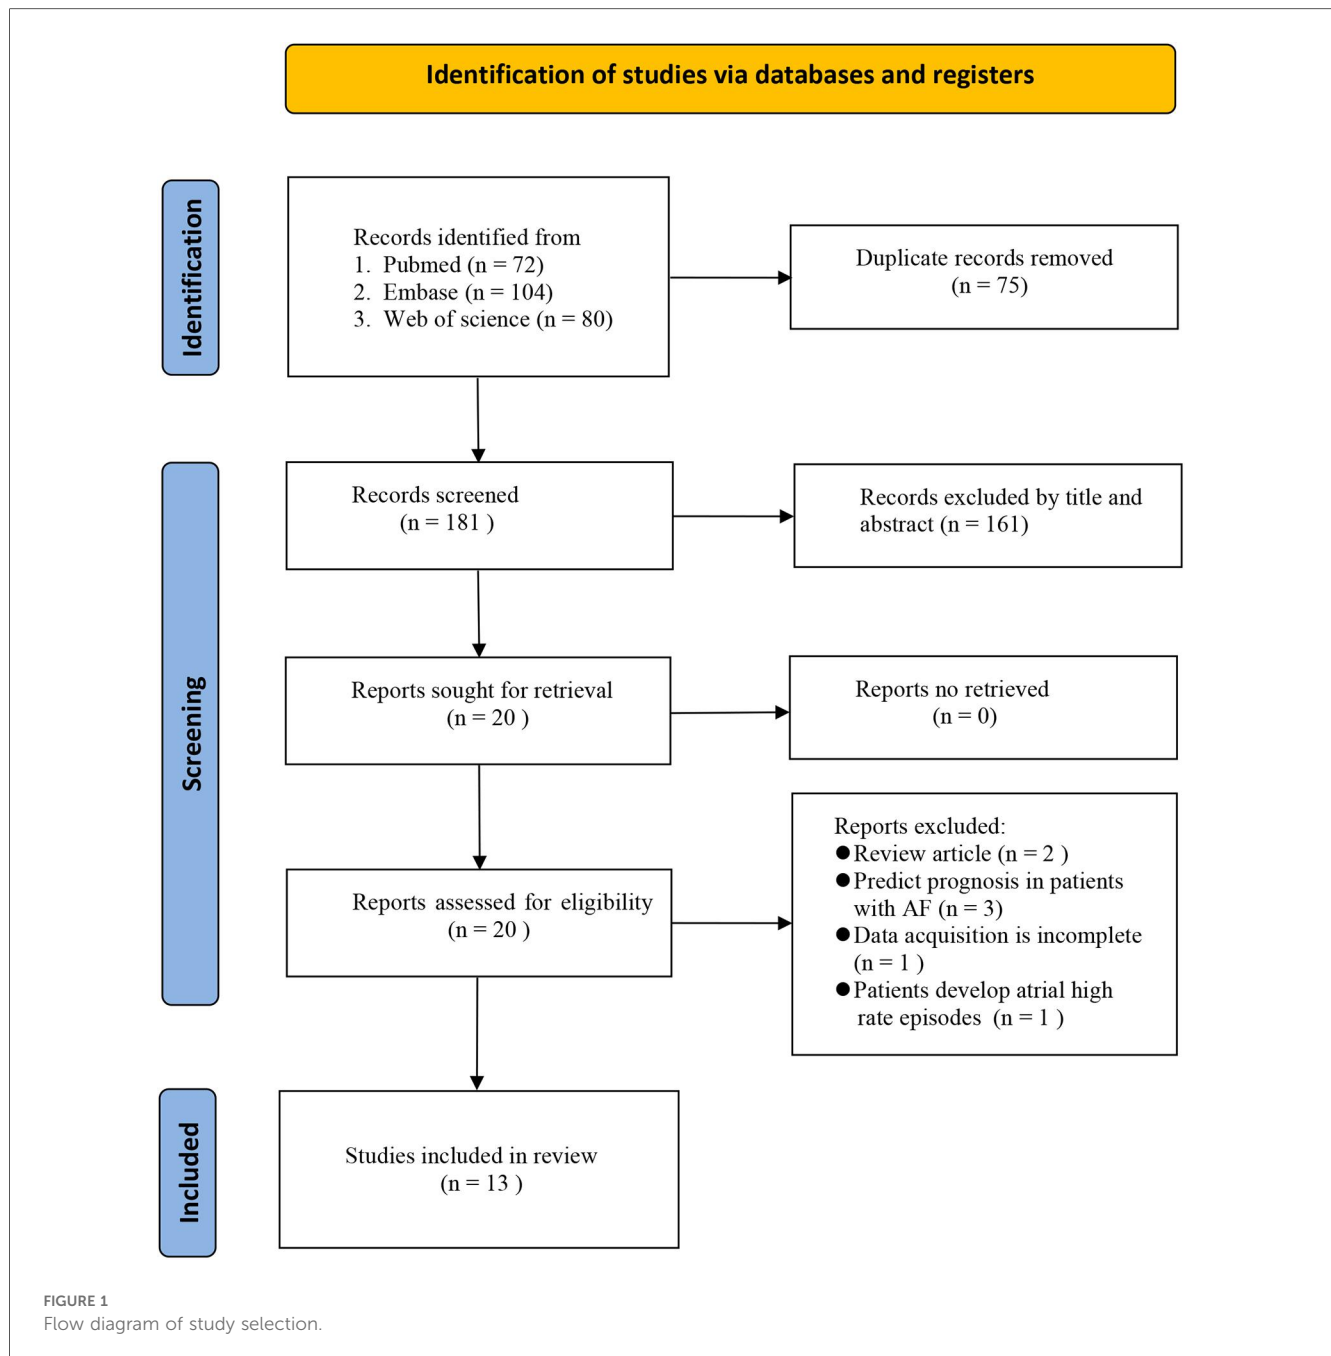 Identification of studies via databases and registers
Identification
Records identified from
1. Pubmed (n = 72)
2. Embase (n = 104)
3. Web of science (n = 80)
Duplicate records removed
(n = 75)
Screening
Records screened
(n = 181 )
Records excluded by title and
abstract (n = 161)
Reports sought for retrieval
(n = 20 )
Reports no retrieved
(n = 0)
Reports assessed for eligibility
(n = 20 )
Reports excluded:
●Review article (n = 2 )
●Predict prognosis in patients
with AF (n = 3)
●Data acquisition is incomplete
(n = 1 )
●Patients develop atrial high
rate episodes (n = 1 )
Included
Studies included in review
(n = 13 )
FIGURE 1
Flow diagram of study selection.